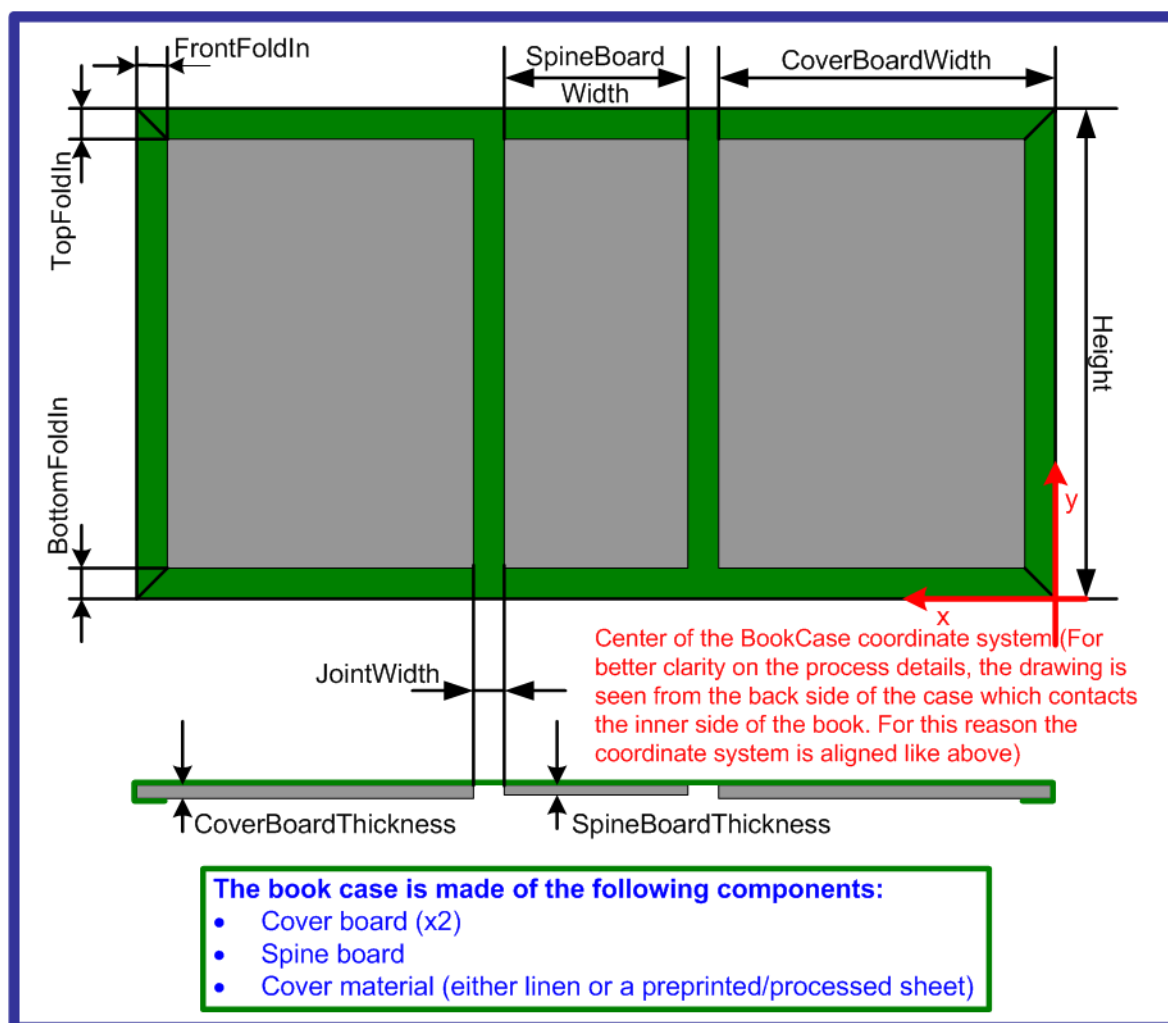 FrontFoldIn
SpineBoard
Width
CoverBoardWidth
TopFoldIn
Height
BottomFoldIn
y
x
Center of the BookCase coordinate system (For
better clarity on the process details, the drawing is
seen from the back side of the case which contacts
the inner side of the book. For this reason the
coordinate system is aligned like above)
JointWidth
CoverBoardThickness
SpineBoardThickness
The book case is made of the following components:
• Cover board (x2)
• Spine board
• Cover material (either linen or a preprinted/processed sheet)